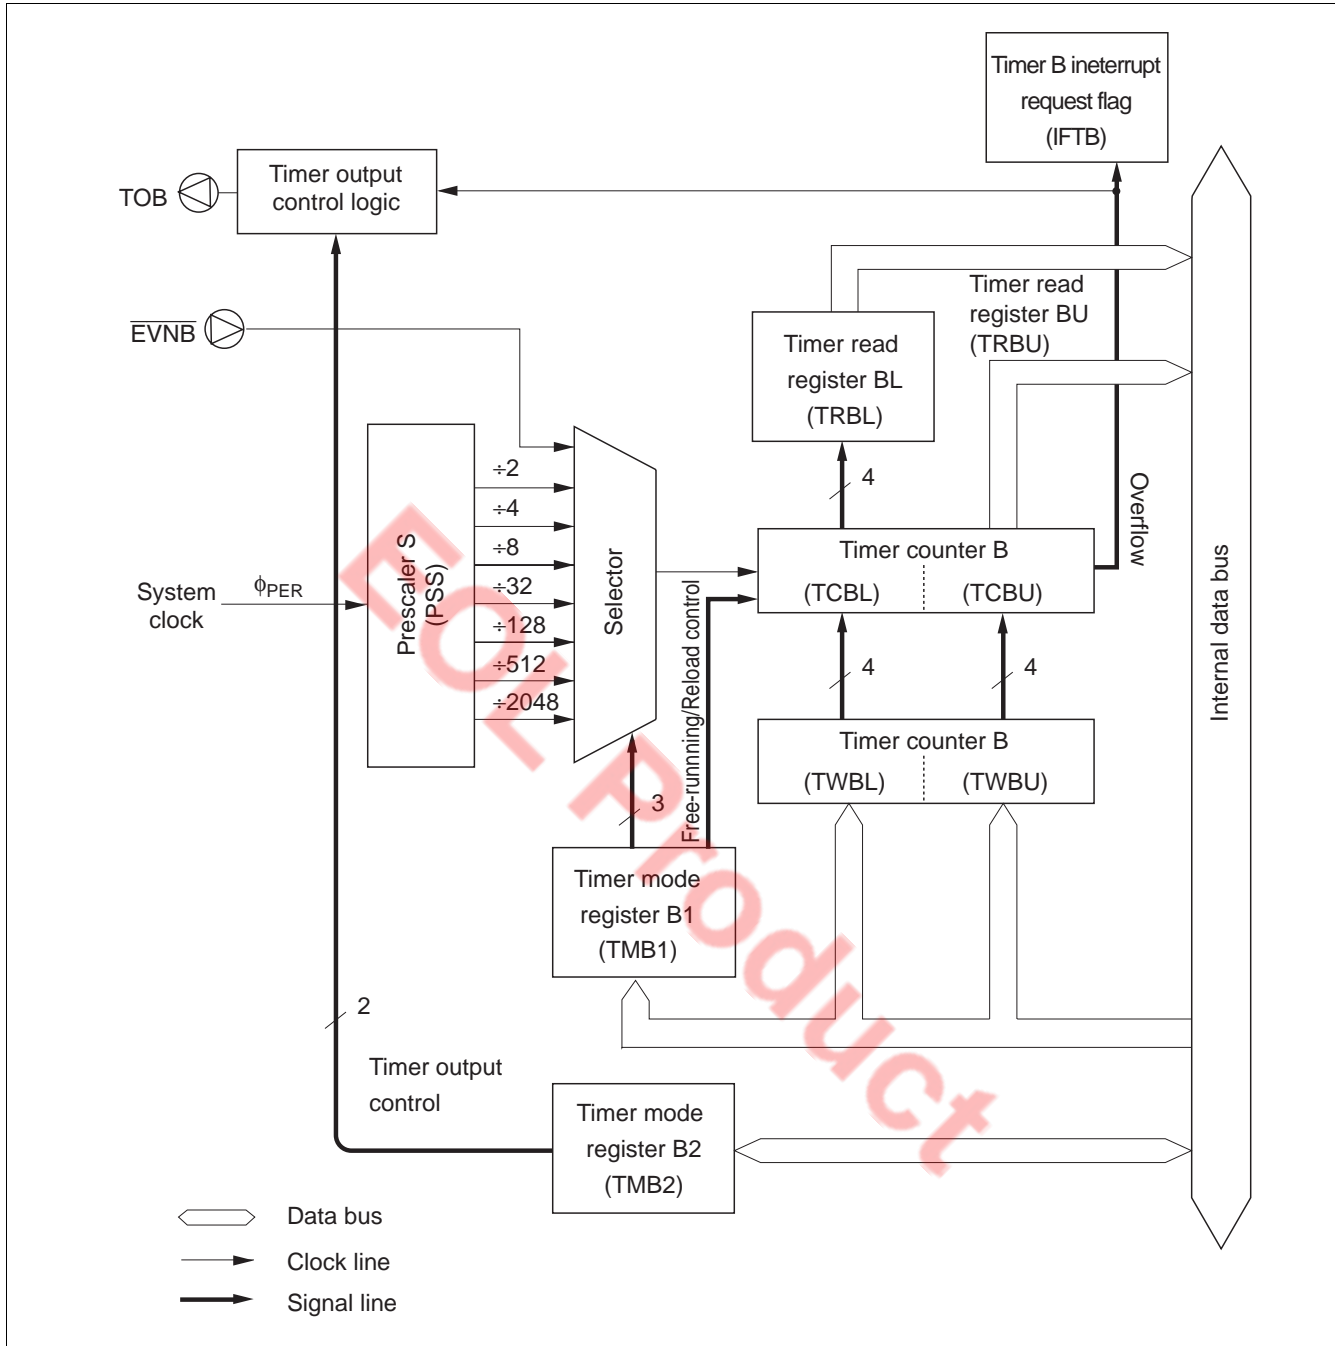 Timer B ineterrupt
request flag
(IFTB)
Timer output
control logic
TOB
EVNB
Timer read
register BU
(TRBU)
Timer read
register BL
(TRBL)
÷2
÷4
÷8
÷32
÷128
÷512
÷2048
Prescaler S
(PSS)
Selector
System
clock
ϕPER
4
Overflow
Timer counter B
(TCBL)
(TCBU)
Internal data bus
Free-runnning/Reload control
4
4
Timer counter B
(TWBL)
(TWBU)
3
Timer mode
register B1
(TMB1)
2
Timer output
control
Timer mode
register B2
(TMB2)
Data bus
Clock line
Signal line
EOL Product